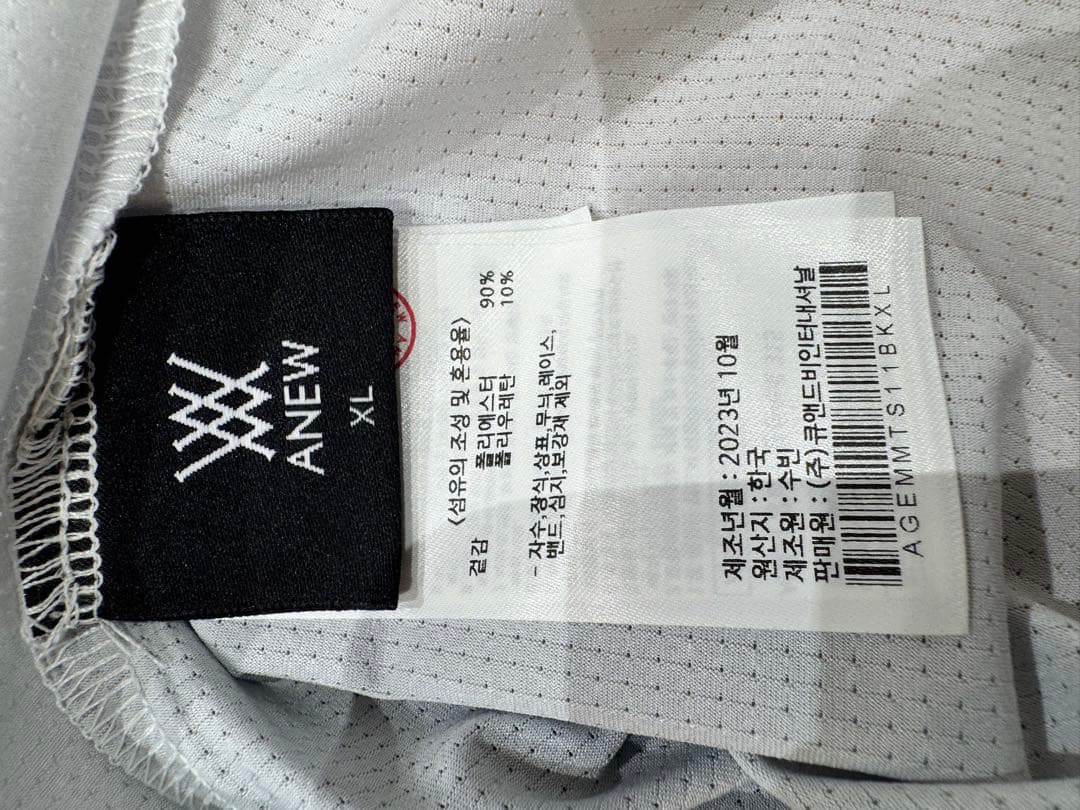 ANEW
XL
<섬유의 조성 및 혼용율>
겉감 폴리에스터 90%
폴리우레탄 10%
- 자수,장식,상표,무늬,레이스,
밴드,심지,보강재 제외
제조년월 : 2023년 10월
원산지 : 한국
제조원 : 수빈
판매원 : (주)큐앤드비인터내셔날
AGEMMTS11BKXL